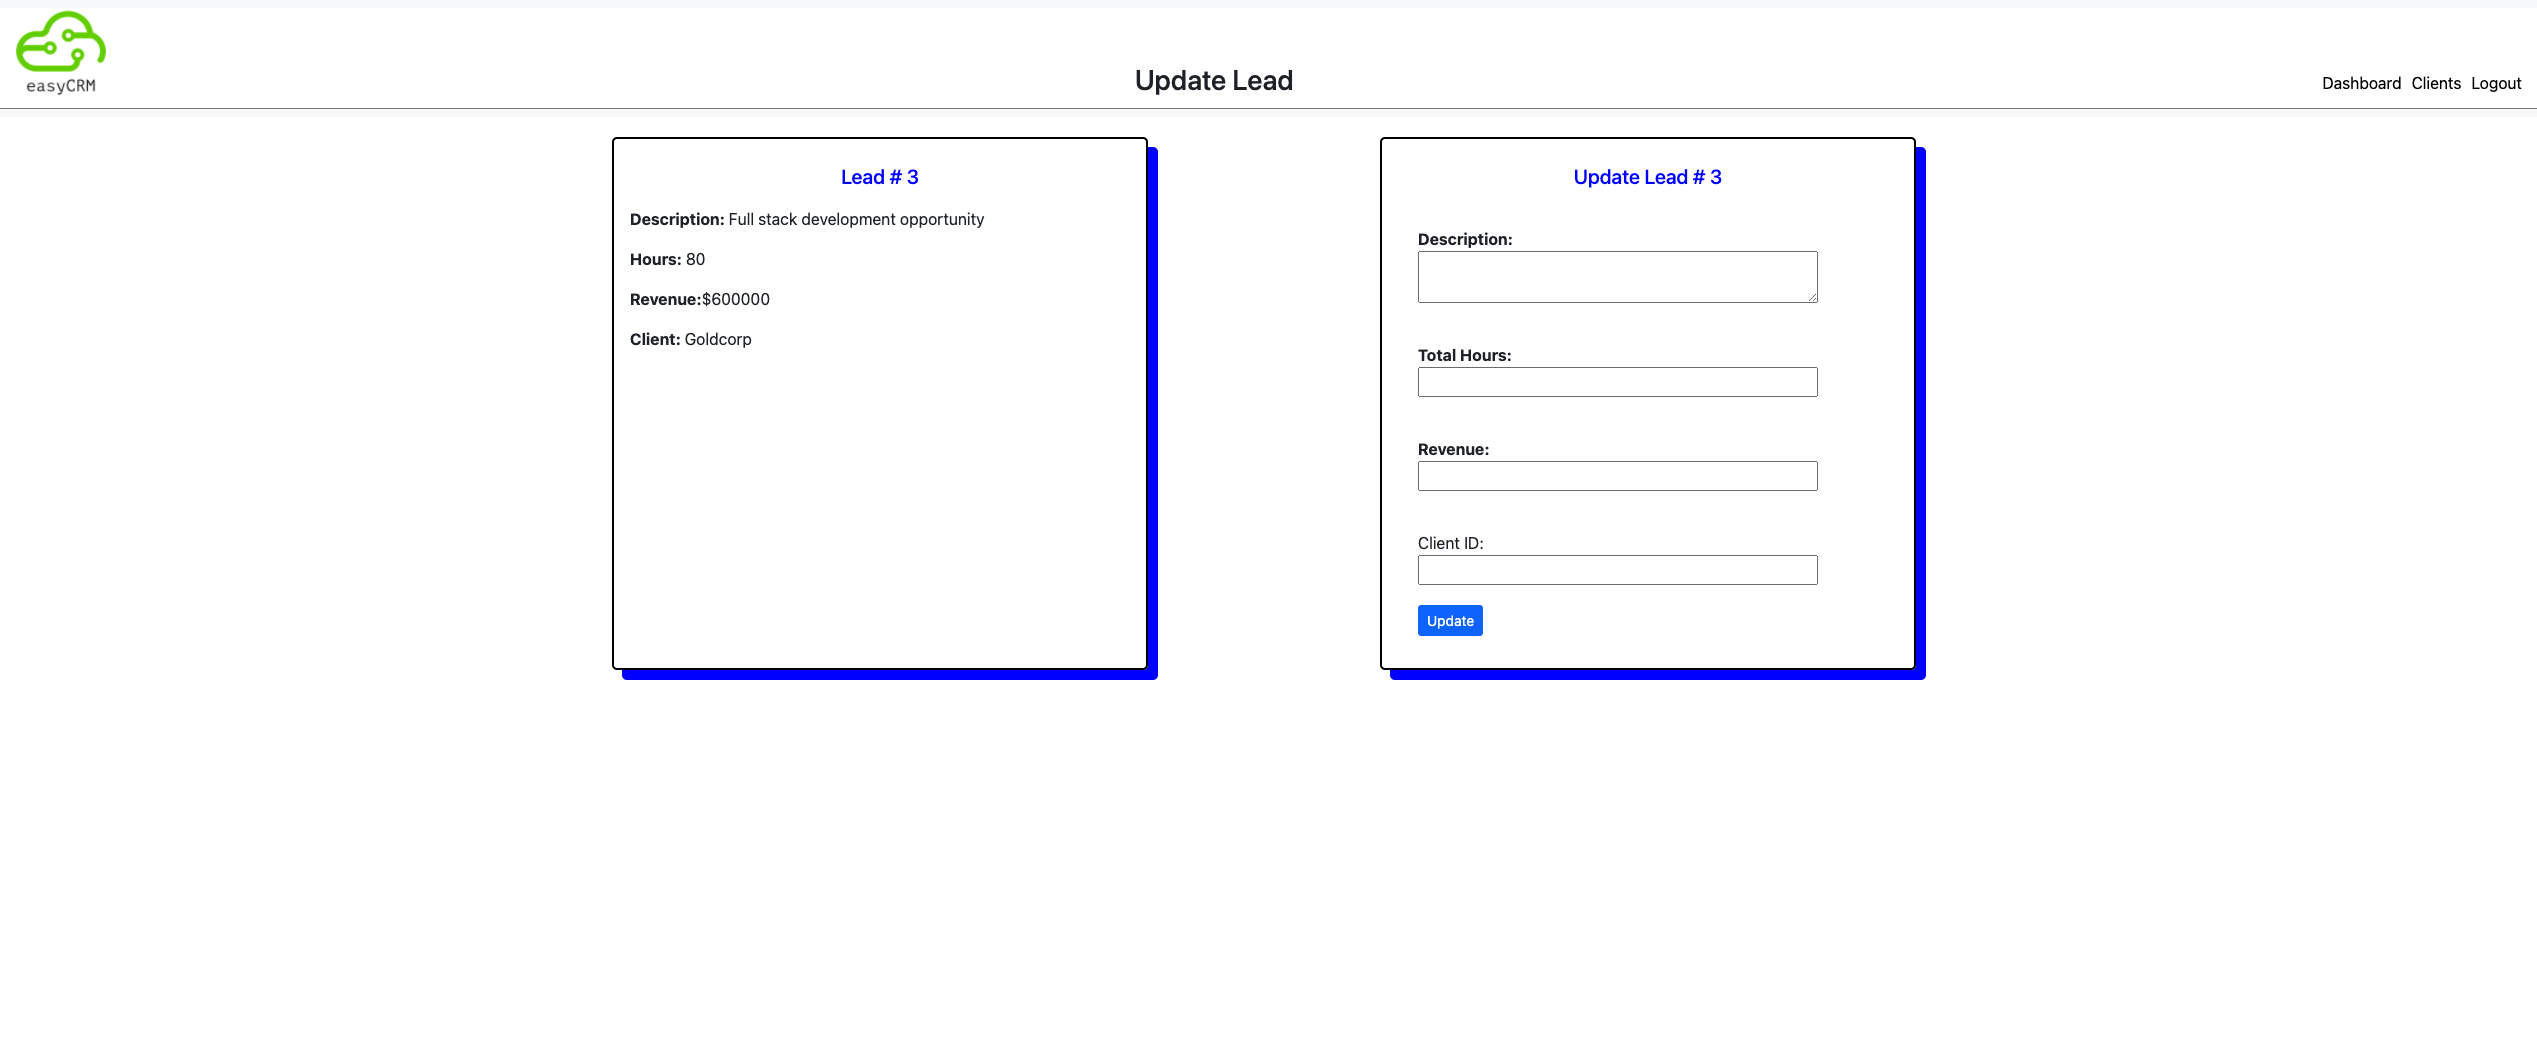 easyCRM
Update Lead
Dashboard Clients Logout
Lead # 3
Description: Full stack development opportunity
Hours: 80
Revenue:$600000
Client: Goldcorp
Update Lead # 3
Description:
Total Hours:
Revenue:
Client ID:
Update